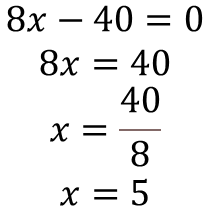 8x − 40 = 0
8x = 40
x = 40/8
x = 5